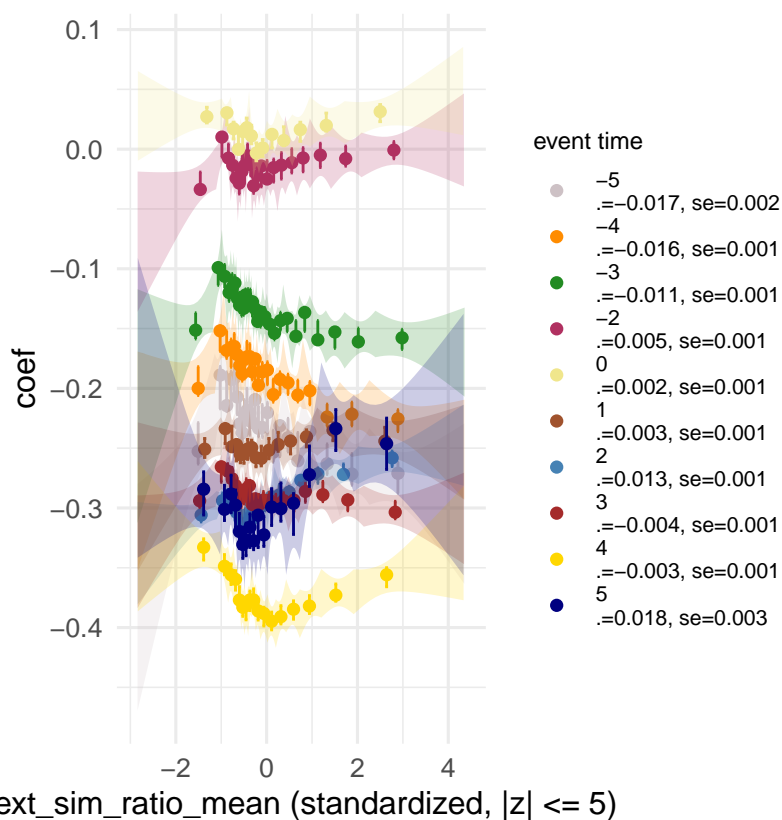 0.1
0.0
−0.1
−0.2
−0.3
−0.4
coef
−2
0
2
4
ext_sim_ratio_mean (standardized, |z| <= 5)
event time
−5
.=−0.017, se=0.002
−4
.=−0.016, se=0.001
−3
.=−0.011, se=0.001
−2
.=0.005, se=0.001
0
.=0.002, se=0.001
1
.=0.003, se=0.001
2
.=0.013, se=0.001
3
.=−0.004, se=0.001
4
.=−0.003, se=0.001
5
.=0.018, se=0.003